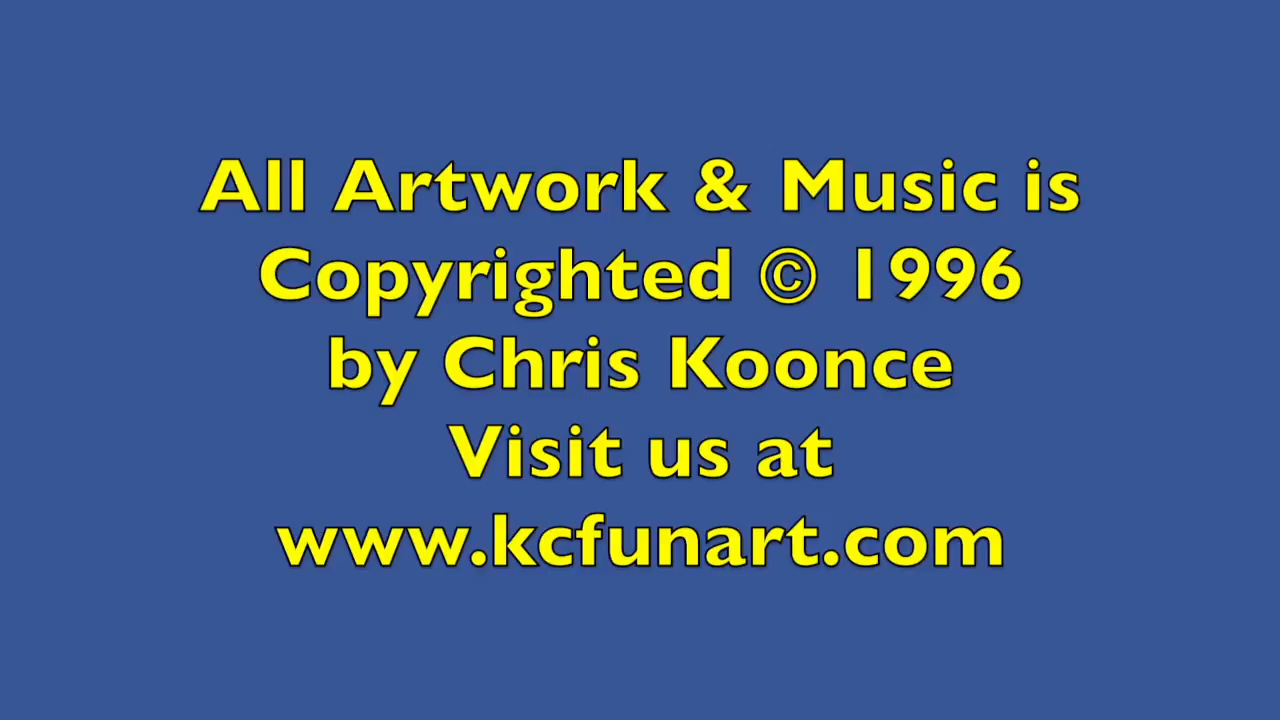 All Artwork & Music is
Copyrighted © 1996
by Chris Koonce
Visit us at
www.kcfunart.com